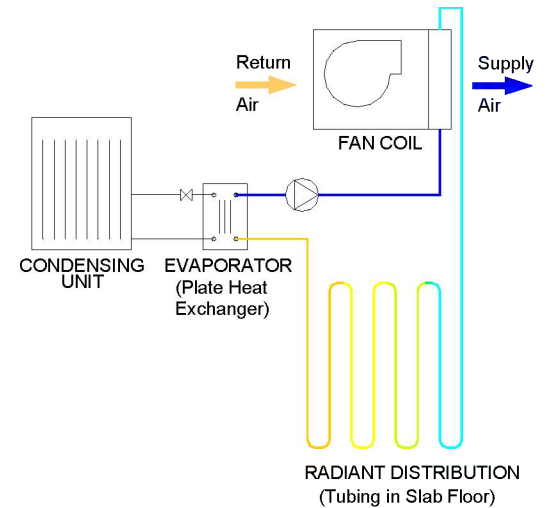 Return
Air
Supply
Air
FAN COIL
CONDENSING
UNIT
EVAPORATOR
(Plate Heat
Exchanger)
RADIANT DISTRIBUTION
(Tubing in Slab Floor)